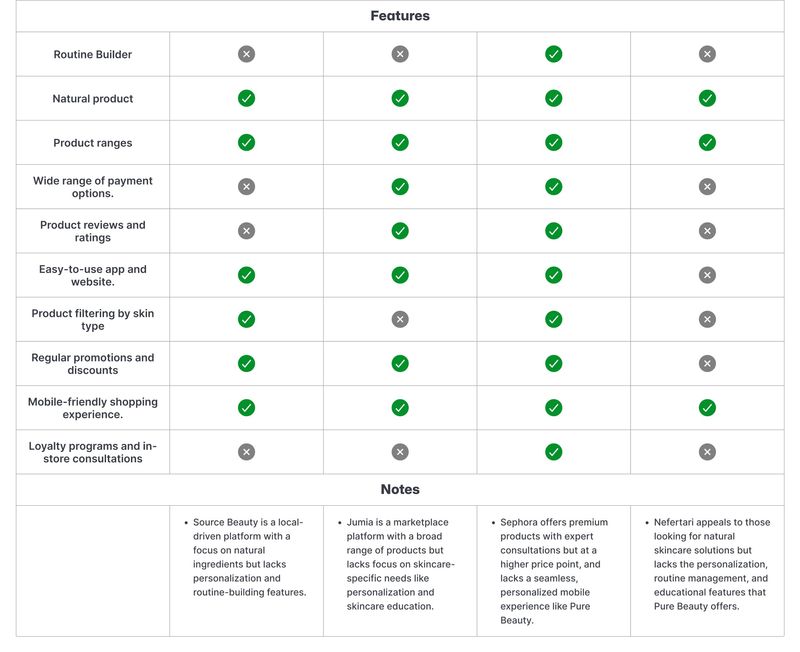 Features
Routine Builder
Natural product
Product ranges
Wide range of payment
options.
Product reviews and
ratings
Easy-to-use app and
website.
Product filtering by skin
type
Regular promotions and
discounts
Mobile-friendly shopping
experience.
Loyalty programs and in-
store consultations
Notes
• Source Beauty is a local-
driven platform with a
focus on natural
ingredients but lacks
personalization and
routine-building features.
• Jumia is a marketplace
platform with a broad
range of products but
lacks focus on skincare-
specific needs like
personalization and
skincare education.
• Sephora offers premium
products with expert
consultations but at a
higher price point, and
lacks a seamless,
personalized mobile
experience like Pure
Beauty.
• Nefertari appeals to those
looking for natural
skincare solutions but
lacks the personalization,
routine management, and
educational features that
Pure Beauty offers.